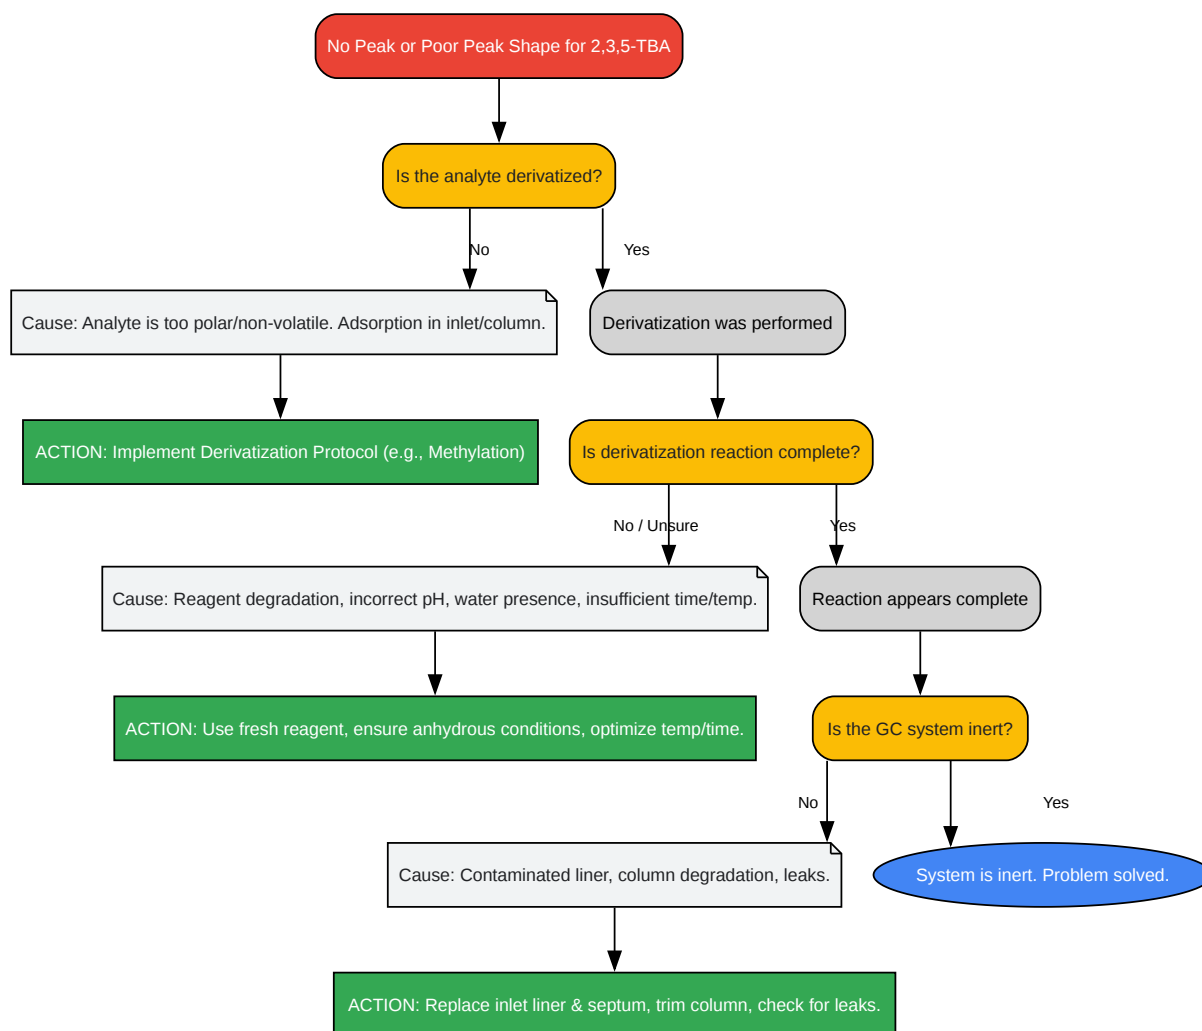 No Peak or Poor Peak Shape for 2,3,5-TBA
Is the analyte derivatized?
No
Yes
Cause: Analyte is too polar/non-volatile. Adsorption in inlet/column.
Derivatization was performed
ACTION: Implement Derivatization Protocol (e.g., Methylation)
Is derivatization reaction complete?
No / Unsure
Yes
Cause: Reagent degradation, incorrect pH, water presence, insufficient time/temp.
Reaction appears complete
ACTION: Use fresh reagent, ensure anhydrous conditions, optimize temp/time.
Is the GC system inert?
No
Yes
Cause: Contaminated liner, column degradation, leaks.
System is inert. Problem solved.
ACTION: Replace inlet liner & septum, trim column, check for leaks.